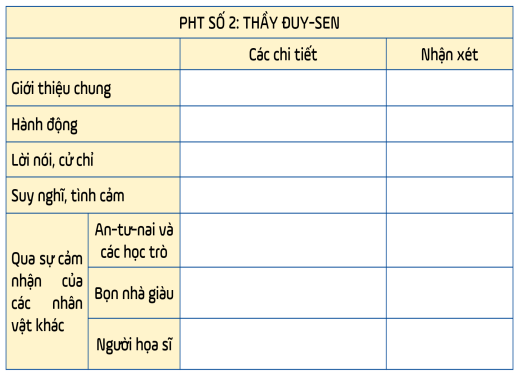 PHT SỐ 2: THẦY ĐUY-SEN
Các chi tiết
Nhận xét
Giới thiệu chung
Hành động
Lời nói, cử chỉ
Suy nghĩ, tình cảm
Qua sự cảm
nhận của
các nhân
vật khác
An-tư-nai và
các học trò
Bọn nhà giàu
Người họa sĩ